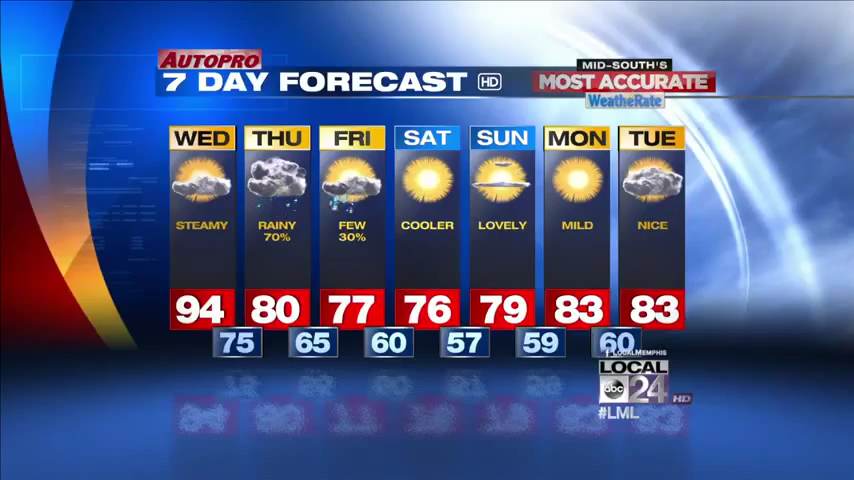 AUTOPRO
7 DAY FORECAST HD
MID-SOUTH'S
MOST ACCURATE
WeatheRate
WED THU FRI SAT SUN MON TUE
STEAMY RAINY FEW COOLER LOVELY MILD NICE
70% 30%
94 80 77 76 79 83 83
75 65 60 57 59 60
LOCALMEMPHIS
LOCAL
abc 24 HD
#LML